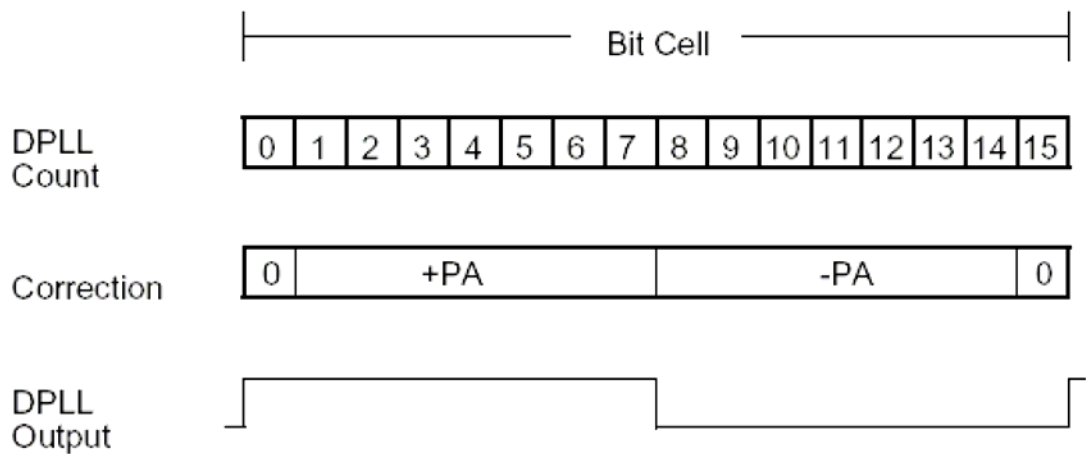 Bit Cell
DPLL
Count
0 1 2 3 4 5 6 7 8 9 10 11 12 13 14 15
Correction
0 +PA -PA 0
DPLL
Output